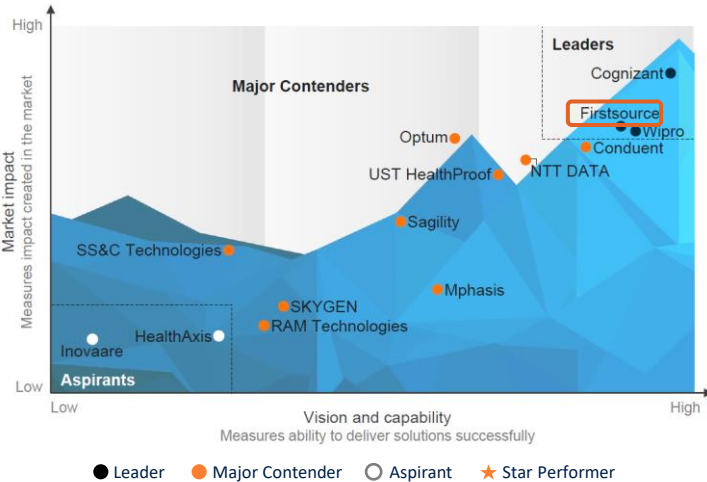 High
Leaders
Cognizant
Major Contenders
Firstsource
Wipro
Optum
Conduent
UST HealthProof
NTT DATA
Market impact
Measures impact created in the market
Sagility
SS&C Technologies
Mphasis
SKYGEN
RAM Technologies
HealthAxis
Inovaare
Aspirants
Low
Low
High
Vision and capability
Measures ability to deliver solutions successfully
Leader
Major Contender
Aspirant
Star Performer